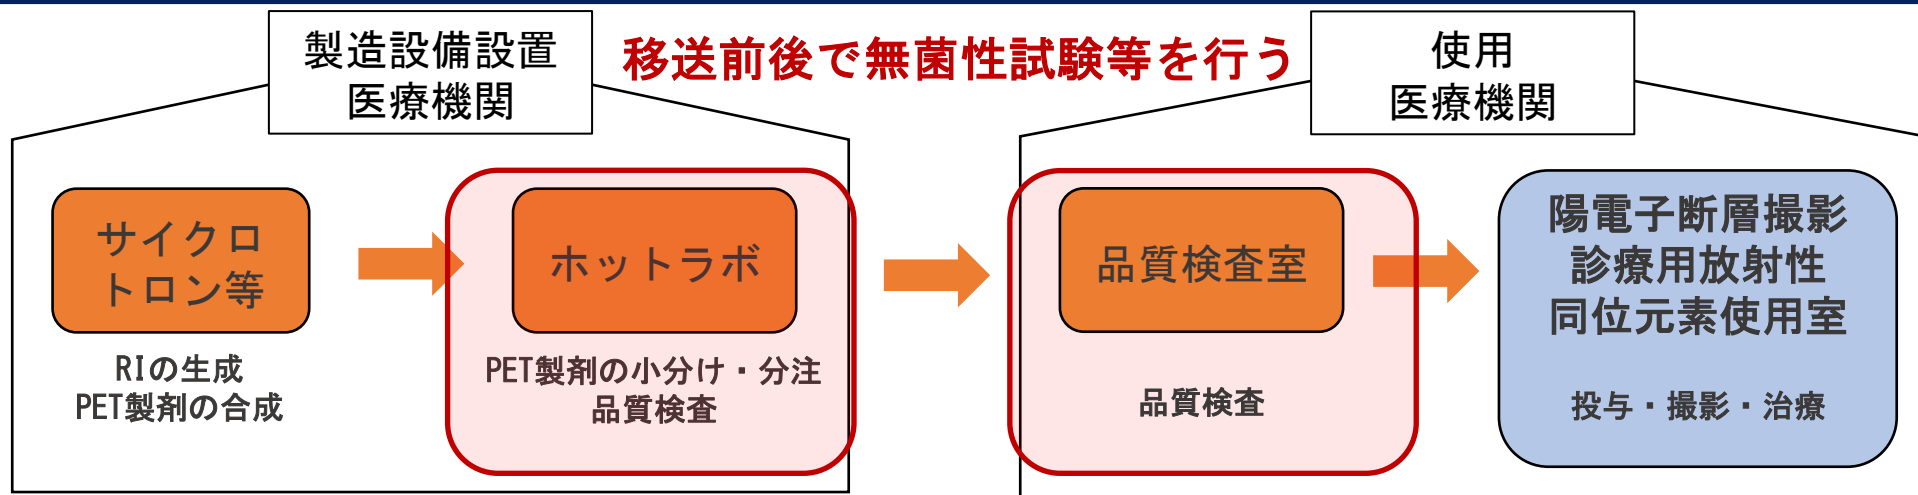 製造設備設置
医療機関
移送前後で無菌性試験等を行う
使用
医療機関
サイクロ
トロン等
RIの生成
PET製剤の合成
ホットラボ
PET製剤の小分け・分注
品質検査
品質検査室
品質検査
陽電子断層撮影
診療用放射性
同位元素使用室
投与・撮影・治療